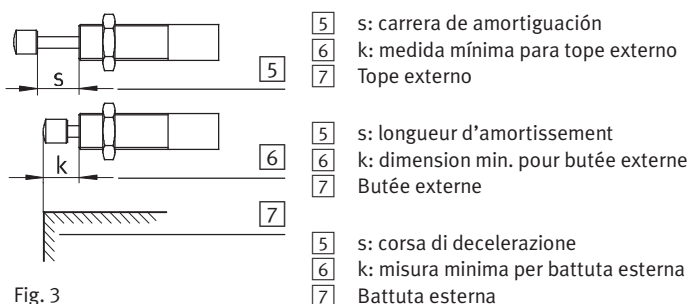 s
5
k
6
7
Fig. 3
5 s: carrera de amortiguación
6 k: medida mínima para tope externo
7 Tope externo
5 s: longueur d’amortissement
6 k: dimension min. pour butée externe
7 Butée externe
5 s: corsa di decelerazione
6 k: misura minima per battuta esterna
7 Battuta esterna